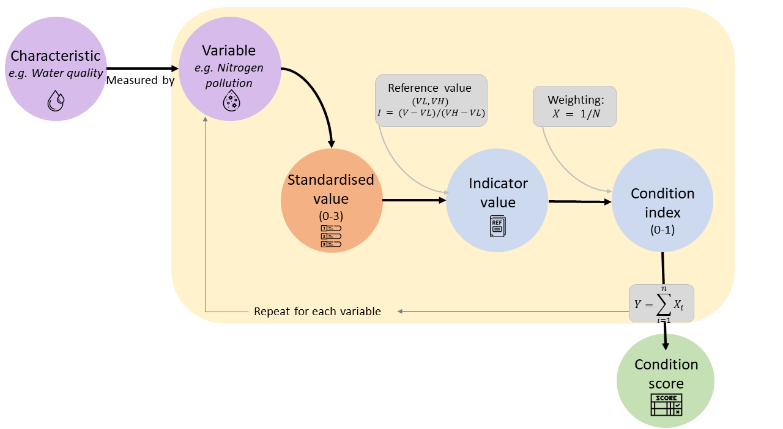 Characteristic
e.g. Water quality
Measured by
Variable
e.g. Nitrogen
pollution
Standardised
value
(0-3)
Reference value
(VL, VH)
I = (V − VL)/(VH − VL)
Indicator
value
REF
Weighting:
X = 1/N
Condition
index
(0-1)
n
Y − ∑ Xi
i=1
Repeat for each variable
Condition
score
SCORE